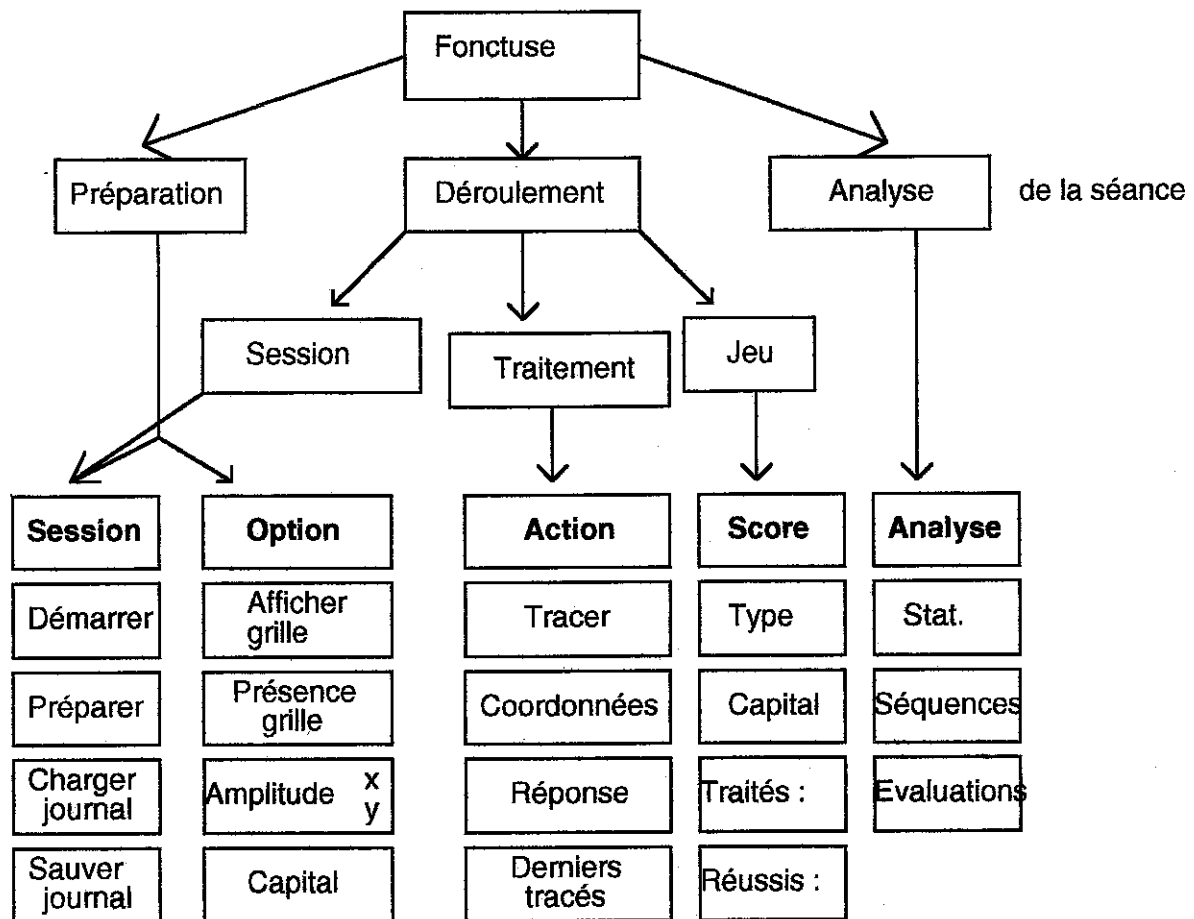 Fonctuse
Préparation
Déroulement
Analyse
de la séance
Session
Traitement
Jeu
Session
Option
Action
Score
Analyse
Démarrer
Afficher
grille
Tracer
Type
Stat.
Préparer
Présence
grille
Coordonnées
Capital
Séquences
Charger
journal
Amplitude x
y
Réponse
Traités :
Evaluations
Sauver
journal
Capital
Derniers
tracés
Réussis :